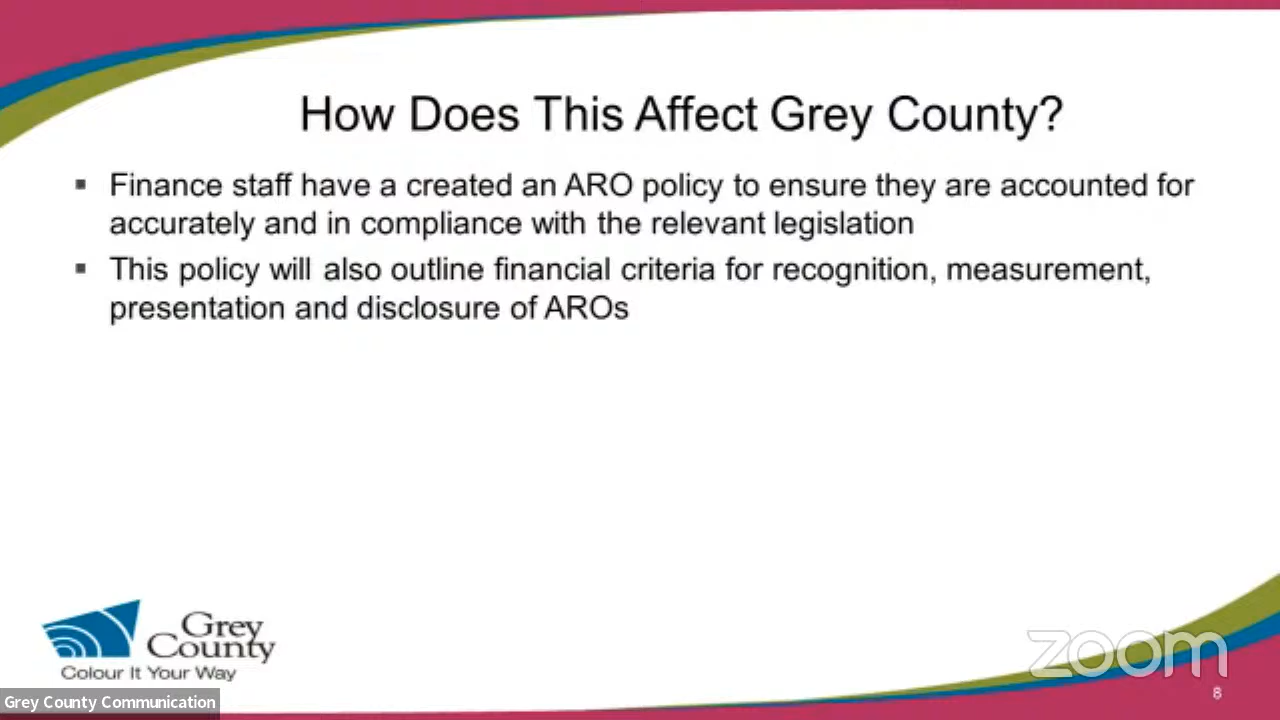 How Does This Affect Grey County?
▪ Finance staff have a created an ARO policy to ensure they are accounted for
accurately and in compliance with the relevant legislation
▪ This policy will also outline financial criteria for recognition, measurement,
presentation and disclosure of AROs
Grey
County
Colour It Your Way
zoom
8
Grey County Communication